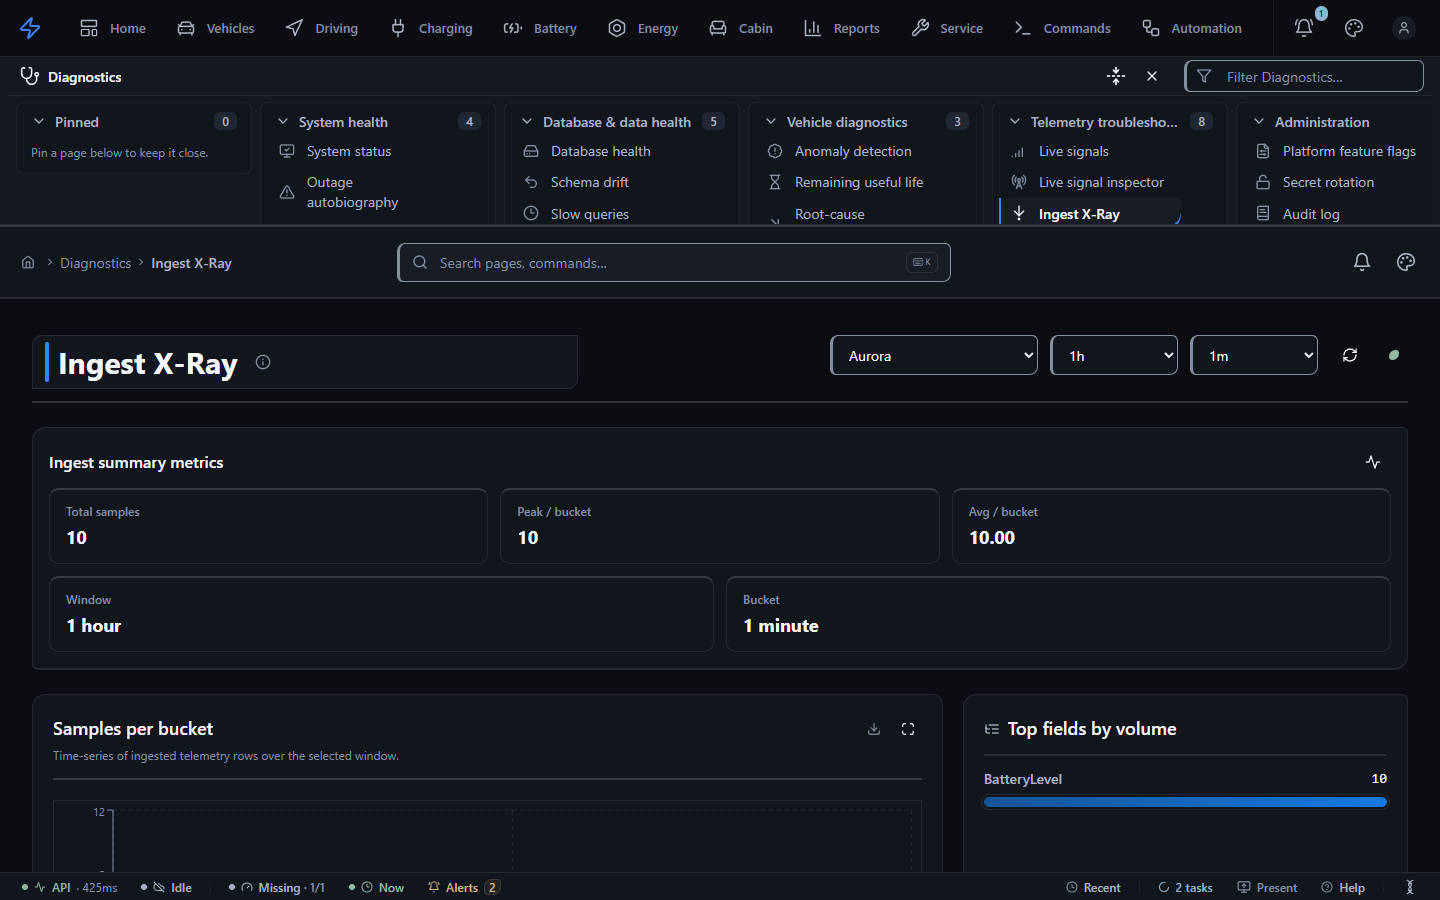 Home Vehicles Driving Charging Battery Energy Cabin Reports Service Commands Automation 1
Diagnostics
Filter Diagnostics...
Pinned 0
Pin a page below to keep it close.
System health 4
System status
Outage autobiography
Database & data health 5
Database health
Schema drift
Slow queries
Vehicle diagnostics 3
Anomaly detection
Remaining useful life
Root-cause
Telemetry troublesho... 8
Live signals
Live signal inspector
Ingest X-Ray
Administration
Platform feature flags
Secret rotation
Audit log
Diagnostics Ingest X-Ray
Search pages, commands...
K
Ingest X-Ray
Aurora
1h
1m
Ingest summary metrics
Total samples
10
Peak / bucket
10
Avg / bucket
10.00
Window
1 hour
Bucket
1 minute
Samples per bucket
Time-series of ingested telemetry rows over the selected window.
12
Top fields by volume
BatteryLevel 10
API · 425ms Idle Missing · 1/1 Now Alerts 2 Recent 2 tasks Present Help